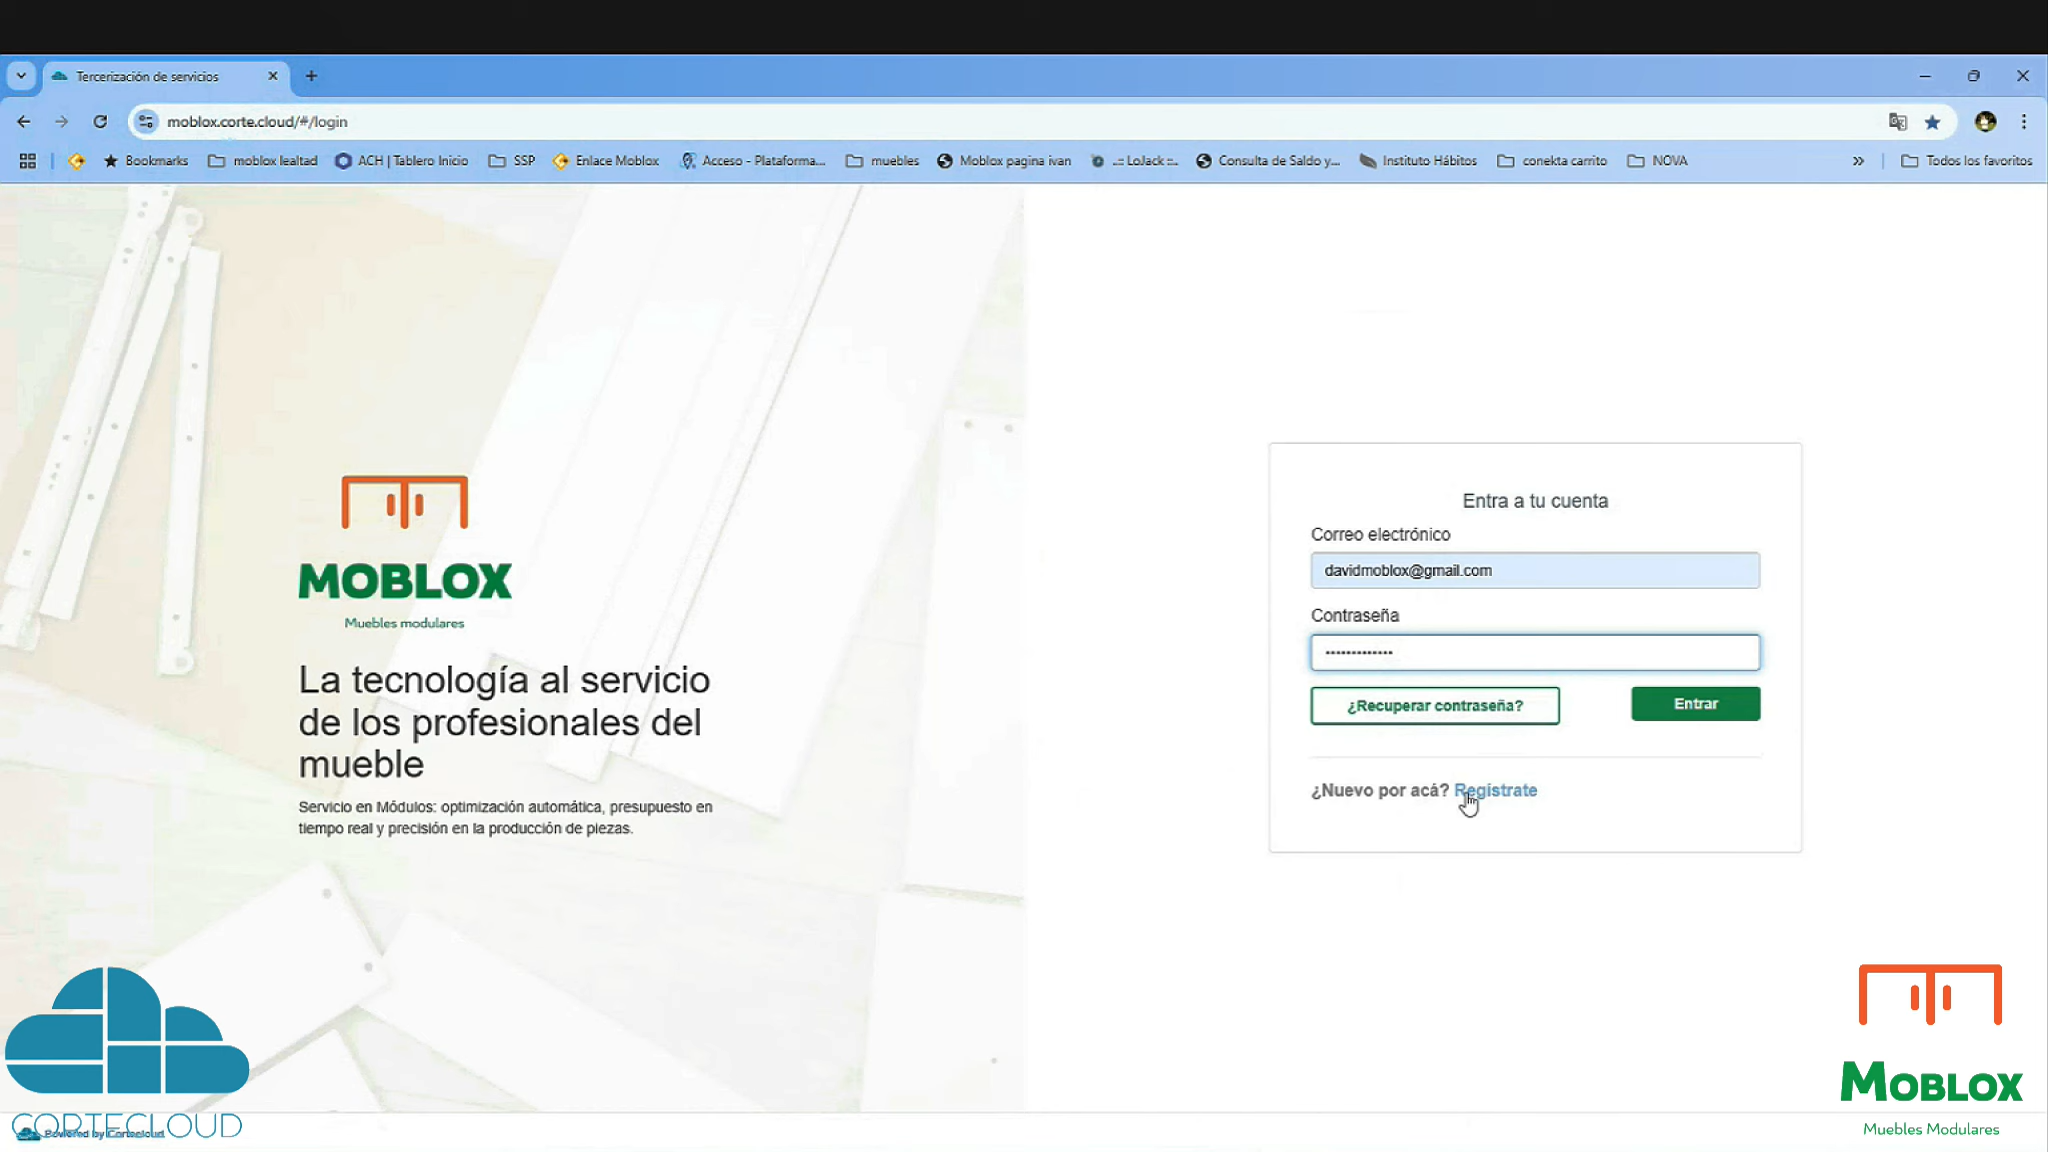 Tercerización de servicios
moblox.corte.cloud/#/login
Bookmarks
moblox lealtad
ACH | Tablero Inicio
SSP
Enlace Moblox
Acceso - Plataforma...
muebles
Moblox pagina ivan
..:: LoJack ::..
Consulta de Saldo y...
Instituto Hábitos
conekta carrito
NOVA
Todos los favoritos
MOBLOX
Muebles modulares
La tecnología al servicio
de los profesionales del
mueble
Servicio en Módulos: optimización automática, presupuesto en
tiempo real y precisión en la producción de piezas.
Entra a tu cuenta
Correo electrónico
davidmoblox@gmail.com
Contraseña
¿Recuperar contraseña?
Entrar
¿Nuevo por acá? Registrate
CORTECLOUD
Powered by Cortecloud
MOBLOX
Muebles Modulares